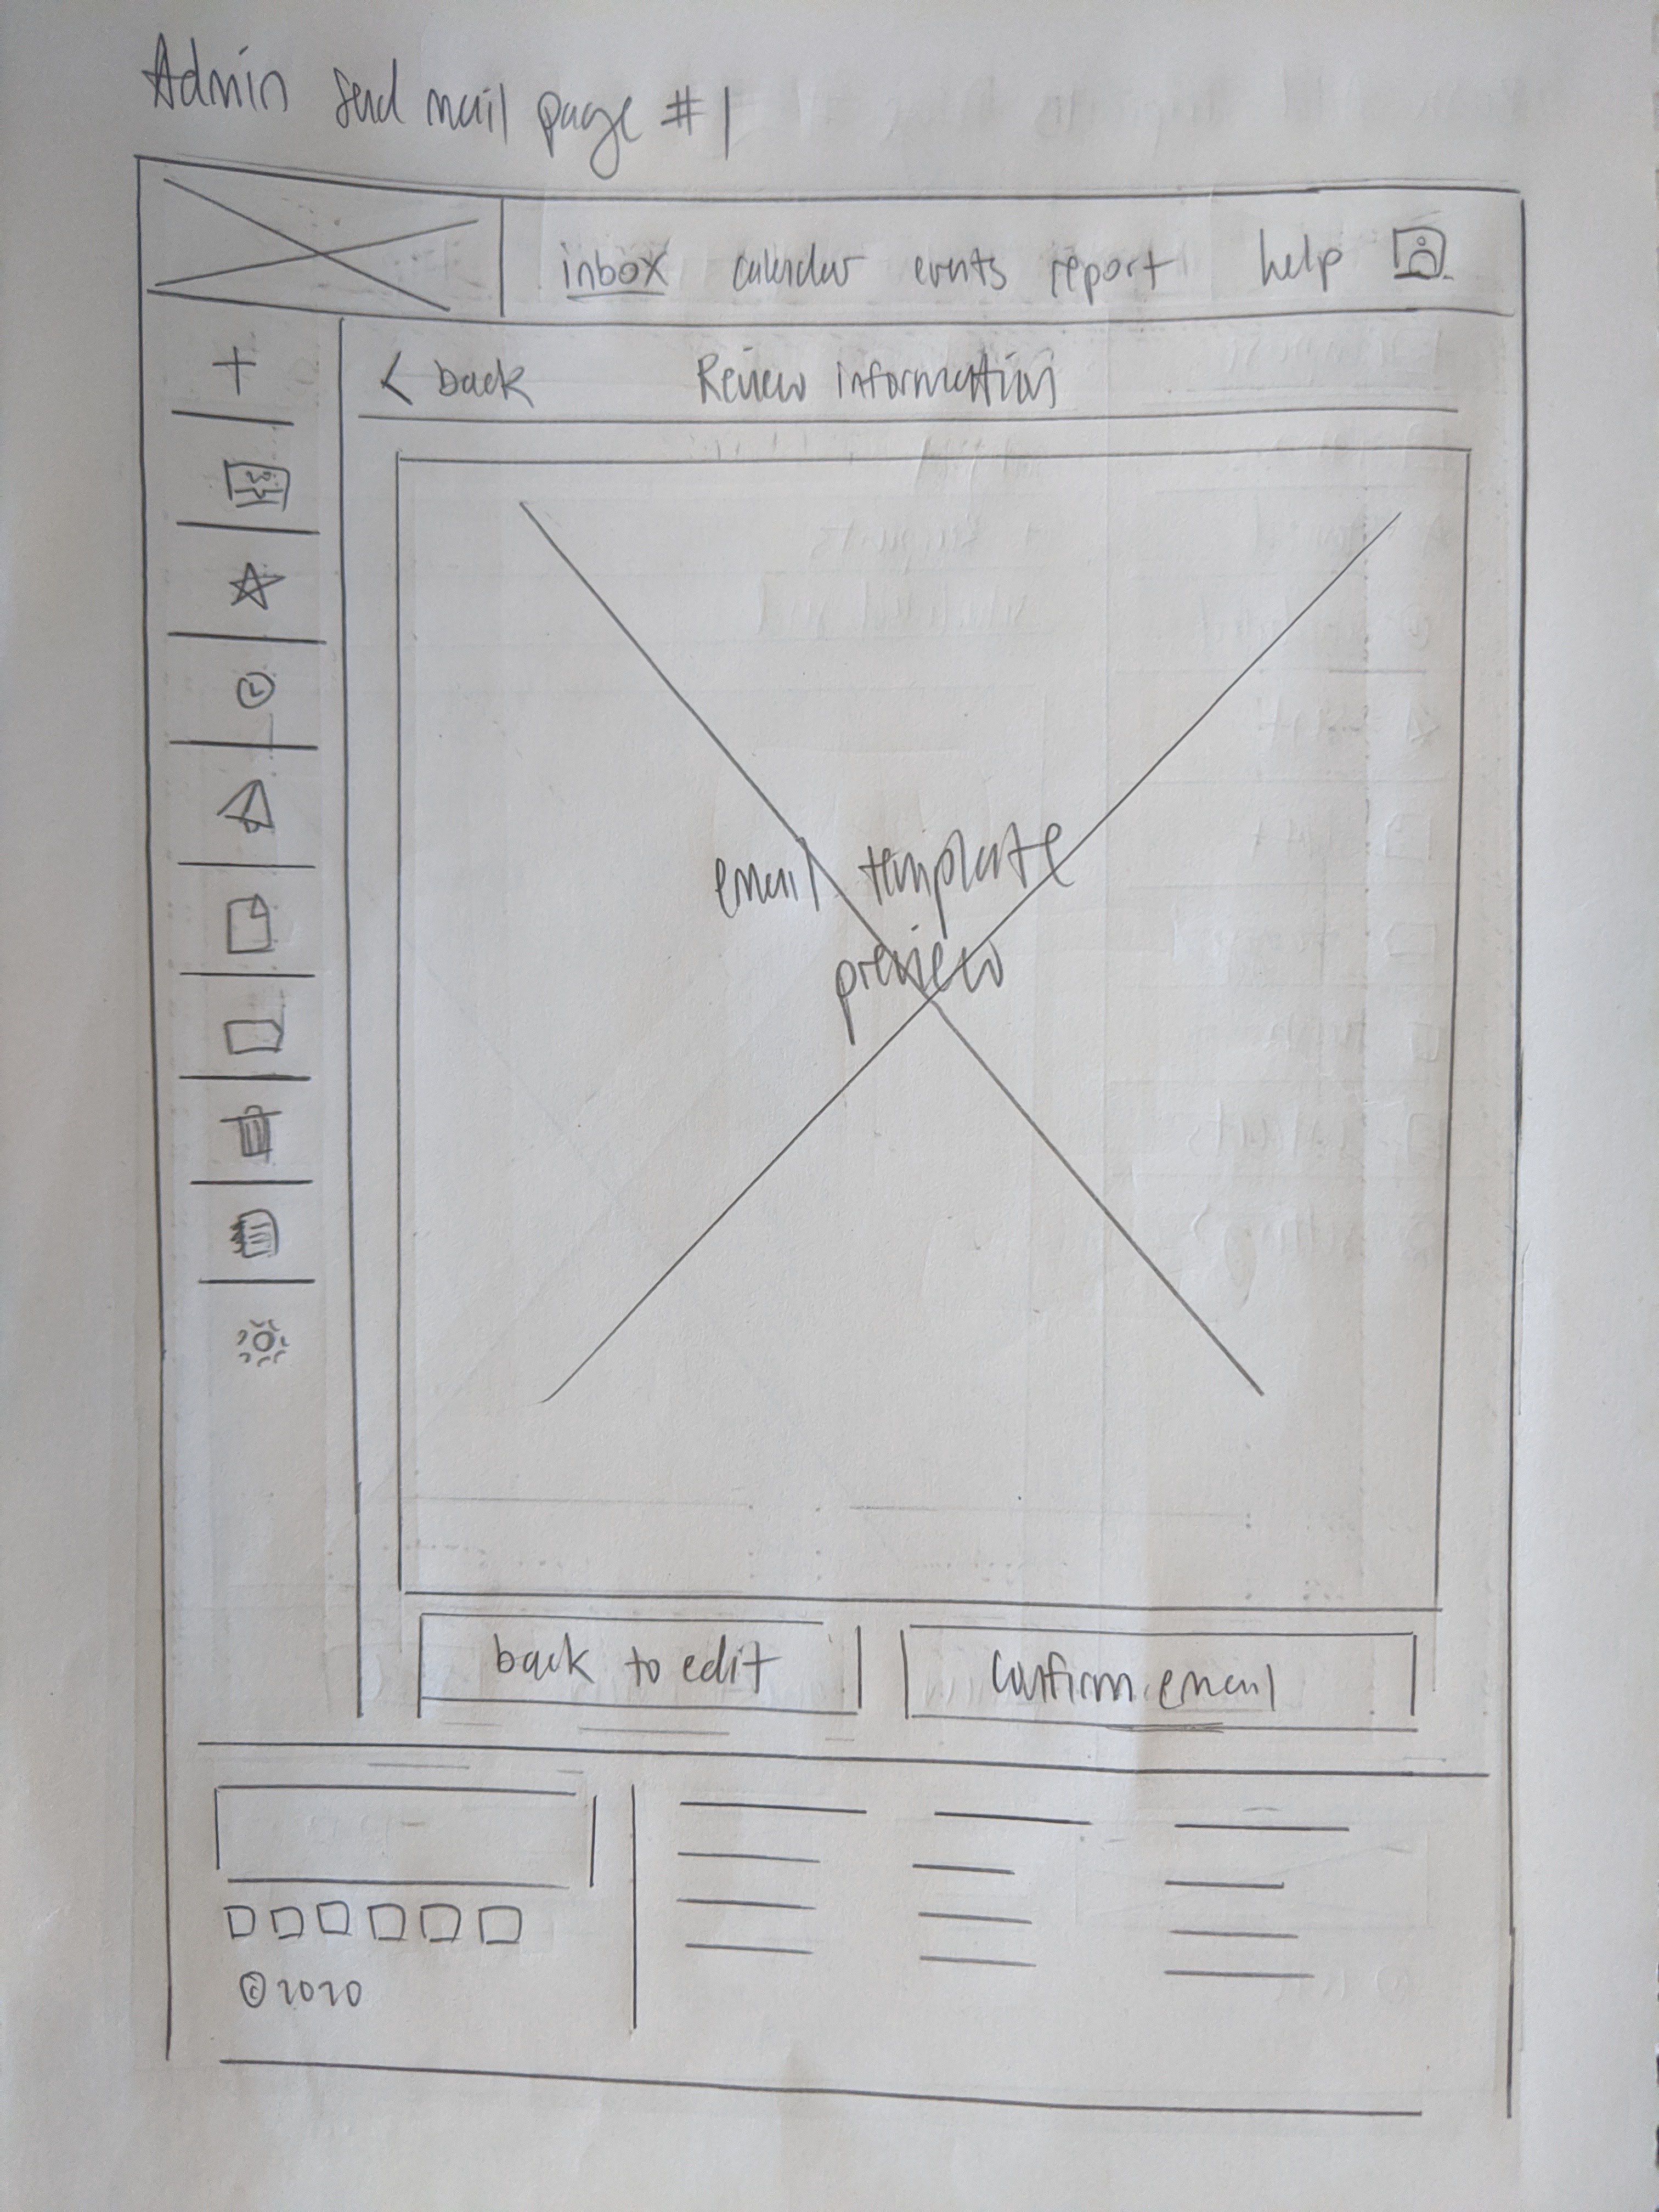 Admin send mail page #1
inbox calendar events report help
+
< back Review information
email template
preview
back to edit confirm email
©2020